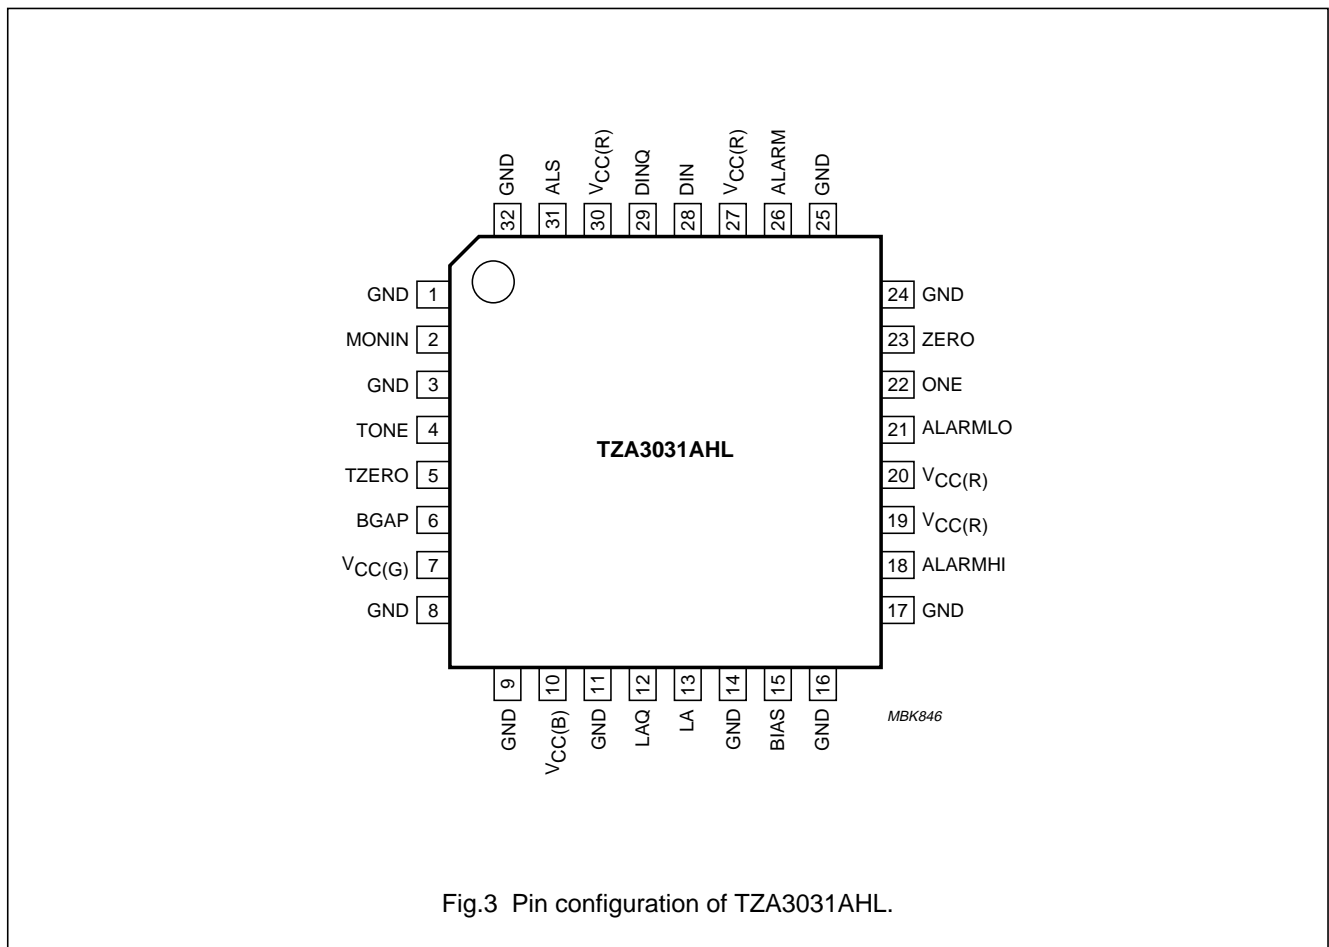 GND
ALS
VCC(R)
DINQ
DIN
VCC(R)
ALARM
GND
32
31
30
29
28
27
26
25
GND 1
MONIN 2
GND 3
TONE 4
TZERO 5
BGAP 6
VCC(G) 7
GND 8
TZA3031AHL
24 GND
23 ZERO
22 ONE
21 ALARMLO
20 VCC(R)
19 VCC(R)
18 ALARMHI
17 GND
9
10
11
12
13
14
15
16
GND
VCC(B)
GND
LAQ
LA
GND
BIAS
GND
MBK846
Fig.3 Pin configuration of TZA3031AHL.